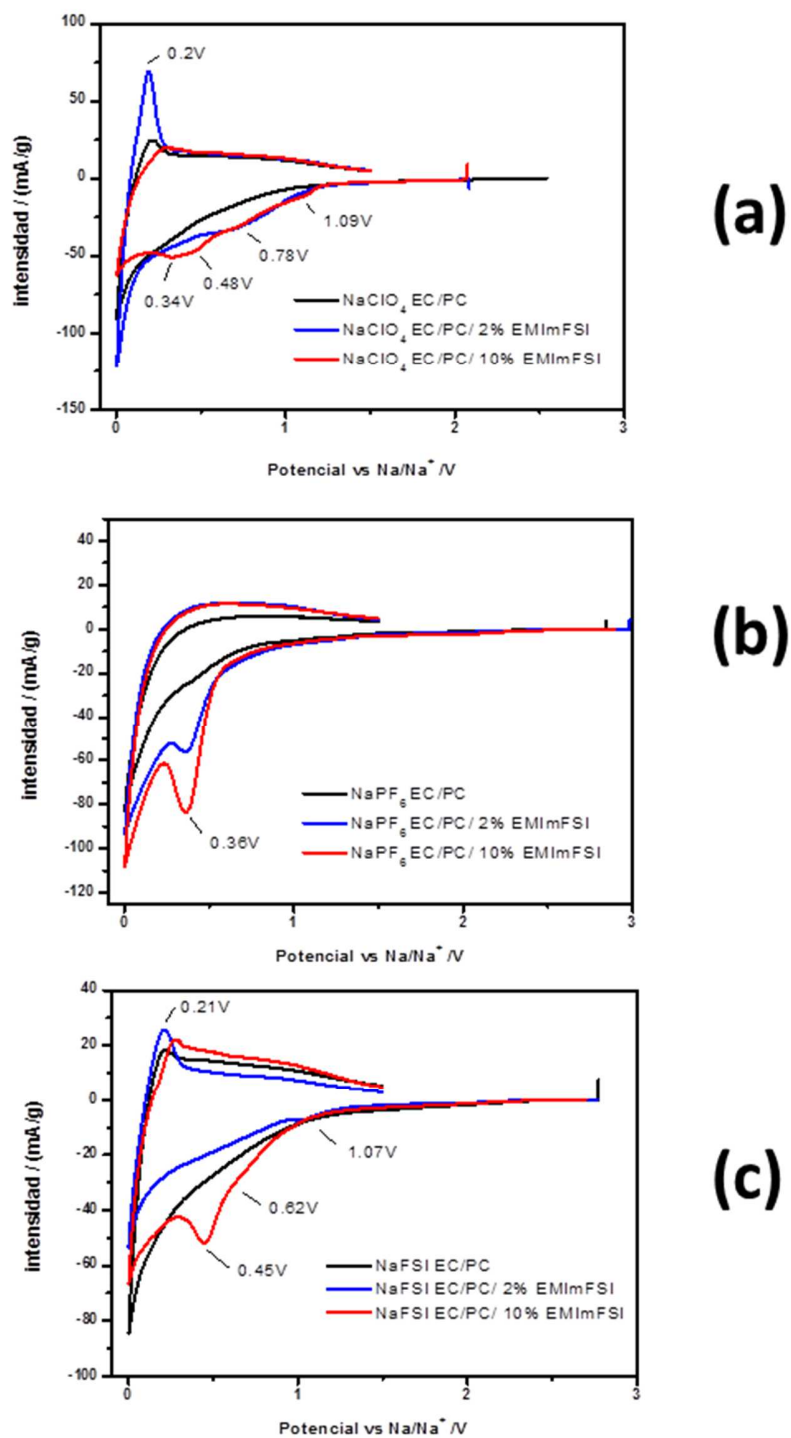 100
50
0
-50
-100
-150
0
1
2
3
intensidad / (mA/g)
Potencial vs Na/Na⁺ /V
0.2V
1.09V
0.78V
0.48V
0.34V
NaClO₄ EC/PC
NaClO₄ EC/PC/ 2% EMImFSI
NaClO₄ EC/PC/ 10% EMImFSI
(a)
40
20
0
-20
-40
-60
-80
-100
-120
0
1
2
3
intensidad / (mA/g)
Potencial vs Na/Na⁺ /V
0.36V
NaPF₆ EC/PC
NaPF₆ EC/PC/ 2% EMImFSI
NaPF₆ EC/PC/ 10% EMImFSI
(b)
40
20
0
-20
-40
-60
-80
-100
0
1
2
3
intensidad / (mA/g)
Potencial vs Na/Na⁺ /V
0.21V
1.07V
0.62V
0.45V
NaFSI EC/PC
NaFSI EC/PC/ 2% EMImFSI
NaFSI EC/PC/ 10% EMImFSI
(c)